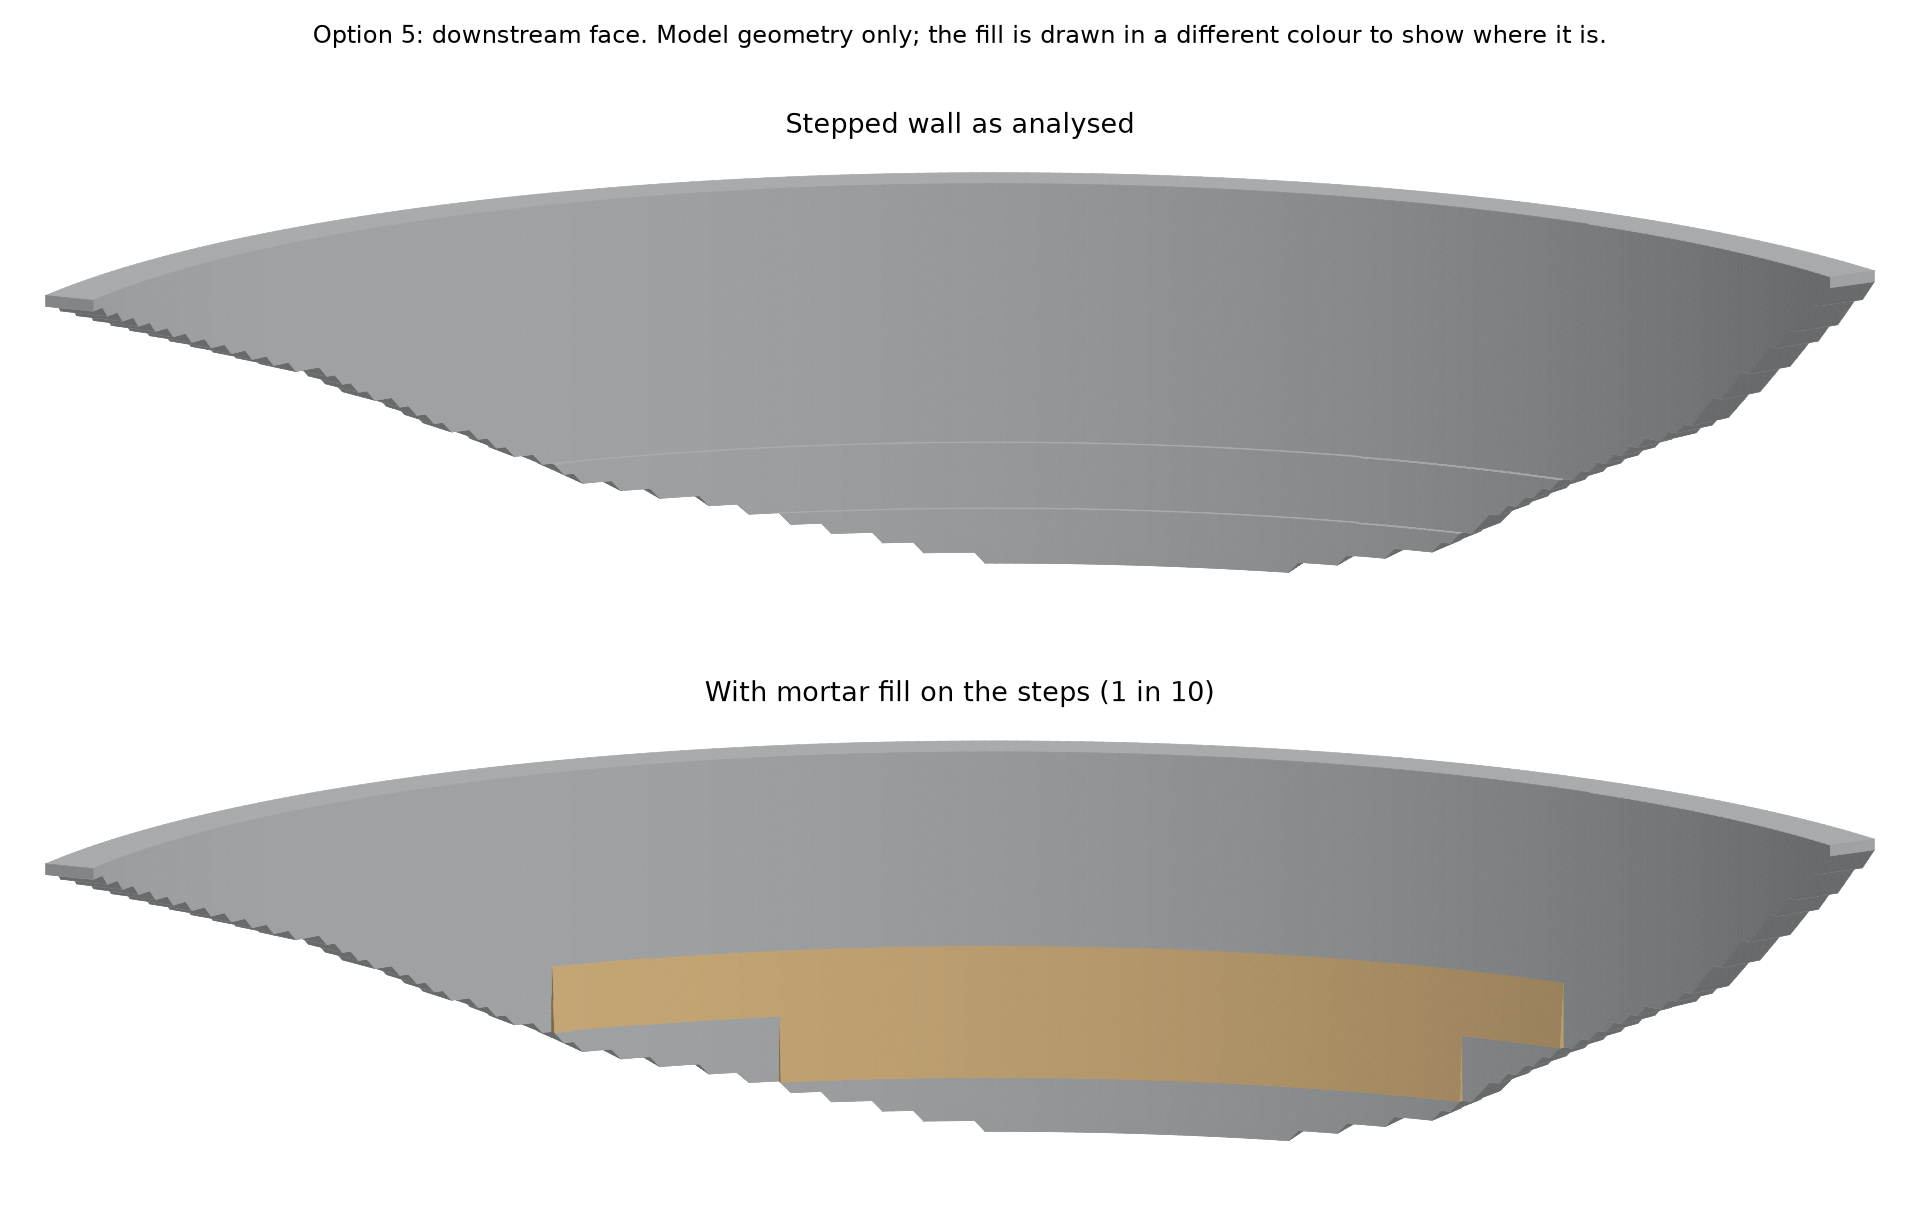 Option 5: downstream face. Model geometry only; the fill is drawn in a different colour to show where it is.
Stepped wall as analysed
With mortar fill on the steps (1 in 10)